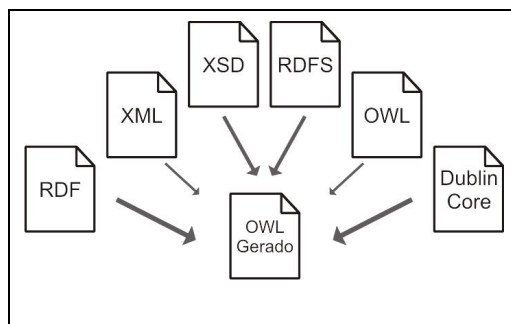 XSD
RDFS
XML
OWL
RDF
Dublin
Core
OWL
Gerado